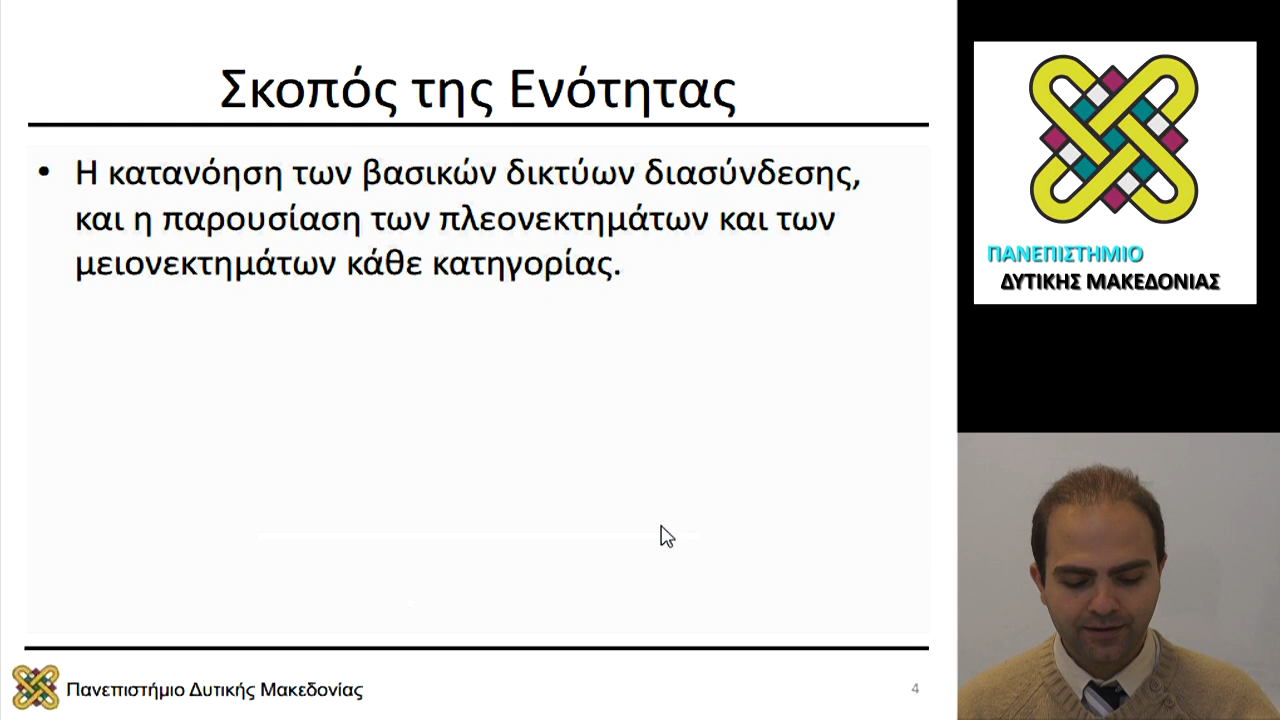 Σκοπός της Ενότητας
• Η κατανόηση των βασικών δικτύων διασύνδεσης,
και η παρουσίαση των πλεονεκτημάτων και των
μειονεκτημάτων κάθε κατηγορίας.
Πανεπιστήμιο Δυτικής Μακεδονίας
4
ΠΑΝΕΠΙΣΤΗΜΙΟ
ΔΥΤΙΚΗΣ ΜΑΚΕΔΟΝΙΑΣ